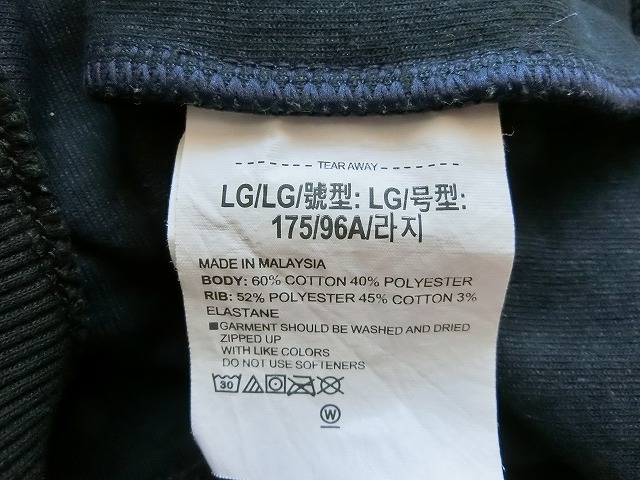 TEAR AWAY
LG/LG/號型: LG/号型:
175/96A/라지
MADE IN MALAYSIA
BODY: 60% COTTON 40% POLYESTER
RIB: 52% POLYESTER 45% COTTON 3%
ELASTANE
■GARMENT SHOULD BE WASHED AND DRIED
ZIPPED UP
WITH LIKE COLORS
DO NOT USE SOFTENERS
30
W